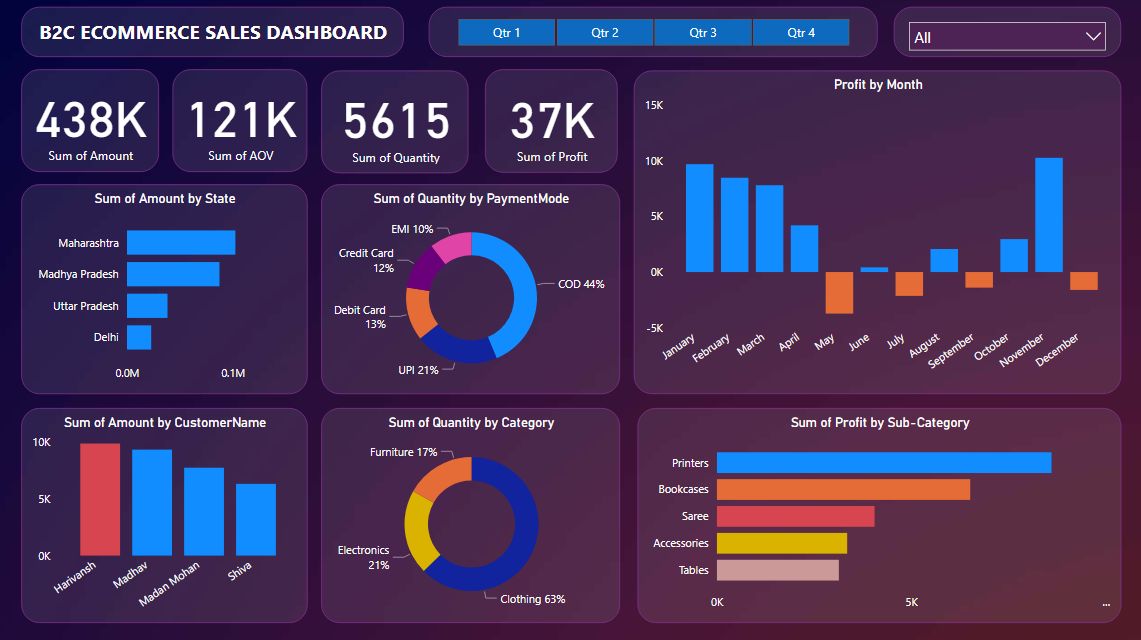 B2C ECOMMERCE SALES DASHBOARD
Qtr 1
Qtr 2
Qtr 3
Qtr 4
All
438K
Sum of Amount
121K
Sum of AOV
5615
Sum of Quantity
37K
Sum of Profit
Profit by Month
15K
10K
5K
0K
-5K
January
February
March
April
May
June
July
August
September
October
November
December
Sum of Amount by State
Maharashtra
Madhya Pradesh
Uttar Pradesh
Delhi
0.0M
0.1M
Sum of Quantity by PaymentMode
EMI 10%
Credit Card
12%
Debit Card
13%
UPI 21%
COD 44%
Sum of Amount by CustomerName
10K
5K
0K
Harivansh
Madhav
Madan Mohan
Shiva
Sum of Quantity by Category
Furniture 17%
Electronics
21%
Clothing 63%
Sum of Profit by Sub-Category
Printers
Bookcases
Saree
Accessories
Tables
0K
5K
...